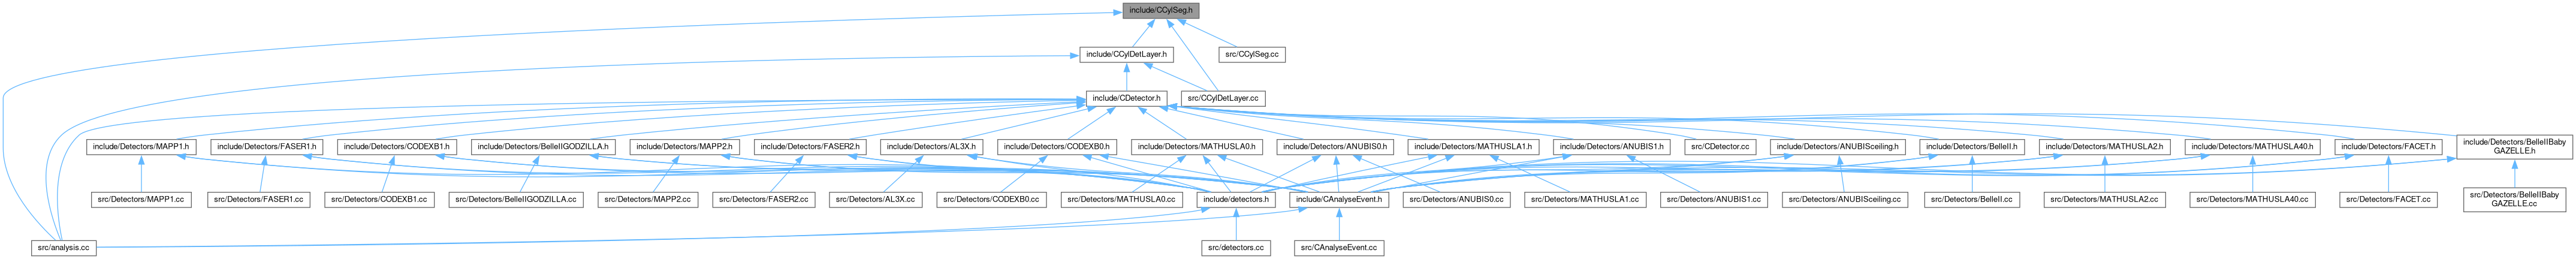 include/CCylSeg.h
include/CCylDetLayer.h
src/CCylSeg.cc
include/CDetector.h
src/CCylDetLayer.cc
include/Detectors/MAPP1.h
include/Detectors/FASER1.h
include/Detectors/CODEXB1.h
include/Detectors/BelleIIGODZILLA.h
include/Detectors/MAPP2.h
include/Detectors/FASER2.h
include/Detectors/AL3X.h
include/Detectors/CODEXB0.h
include/Detectors/MATHUSLA0.h
include/Detectors/ANUBIS0.h
include/Detectors/MATHUSLA1.h
include/Detectors/ANUBIS1.h
src/CDetector.cc
include/Detectors/ANUBISceiling.h
include/Detectors/BelleII.h
include/Detectors/MATHUSLA2.h
include/Detectors/MATHUSLA40.h
include/Detectors/FACET.h
include/Detectors/BelleIIBaby
GAZELLE.h
src/Detectors/MAPP1.cc
src/Detectors/FASER1.cc
src/Detectors/CODEXB1.cc
src/Detectors/BelleIIGODZILLA.cc
src/Detectors/MAPP2.cc
src/Detectors/FASER2.cc
src/Detectors/AL3X.cc
src/Detectors/CODEXB0.cc
src/Detectors/MATHUSLA0.cc
include/detectors.h
include/CAnalyseEvent.h
src/Detectors/ANUBIS0.cc
src/Detectors/MATHUSLA1.cc
src/Detectors/ANUBIS1.cc
src/Detectors/ANUBISceiling.cc
src/Detectors/BelleII.cc
src/Detectors/MATHUSLA2.cc
src/Detectors/MATHUSLA40.cc
src/Detectors/FACET.cc
src/Detectors/BelleIIBaby
GAZELLE.cc
src/analysis.cc
src/detectors.cc
src/CAnalyseEvent.cc